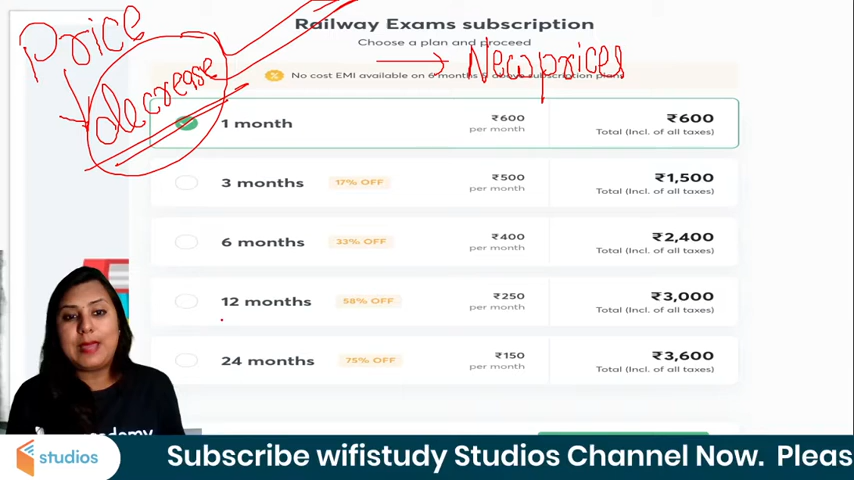 Railway Exams subscription
Choose a plan and proceed
Price
decrease
New prices
No cost EMI available on 6 months & above subscription plans
1 month ₹600 per month ₹600 Total (Incl. of all taxes)
3 months 17% OFF ₹500 per month ₹1,500 Total (Incl. of all taxes)
6 months 33% OFF ₹400 per month ₹2,400 Total (Incl. of all taxes)
12 months 58% OFF ₹250 per month ₹3,000 Total (Incl. of all taxes)
24 months 75% OFF ₹150 per month ₹3,600 Total (Incl. of all taxes)
studios
Subscribe wifistudy Studios Channel Now. Pleas